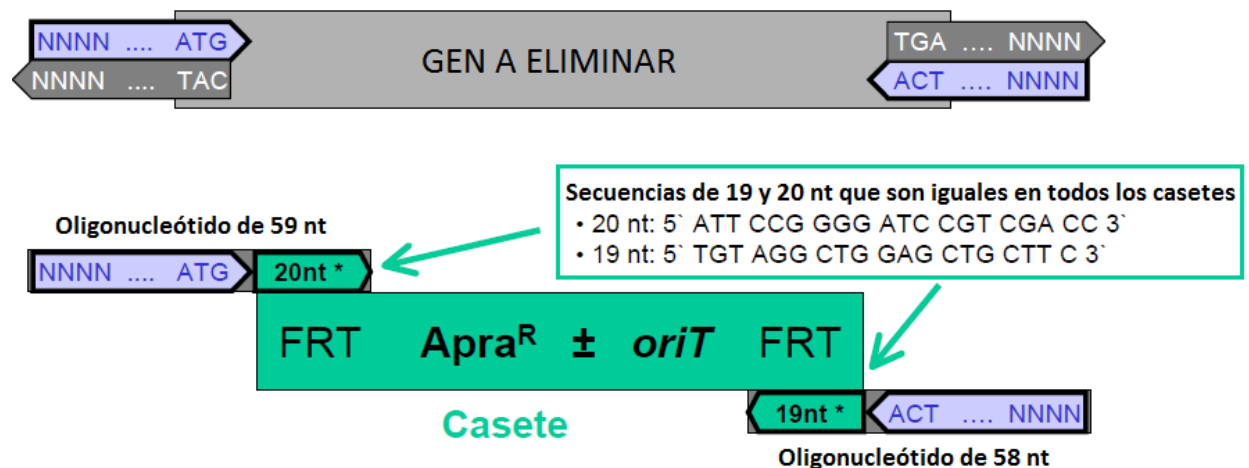 NNNN .... ATG
TGA .... NNNN
GEN A ELIMINAR
NNNN .... TAC
ACT .... NNNN
Secuencias de 19 y 20 nt que son iguales en todos los casetes
• 20 nt: 5` ATT CCG GGG ATC CGT CGA CC 3`
• 19 nt: 5` TGT AGG CTG GAG CTG CTT C 3`
Oligonucleótido de 59 nt
NNNN .... ATG 20nt *
FRT Apraᴿ ± oriT FRT
Casete
19nt * ACT .... NNNN
Oligonucleótido de 58 nt